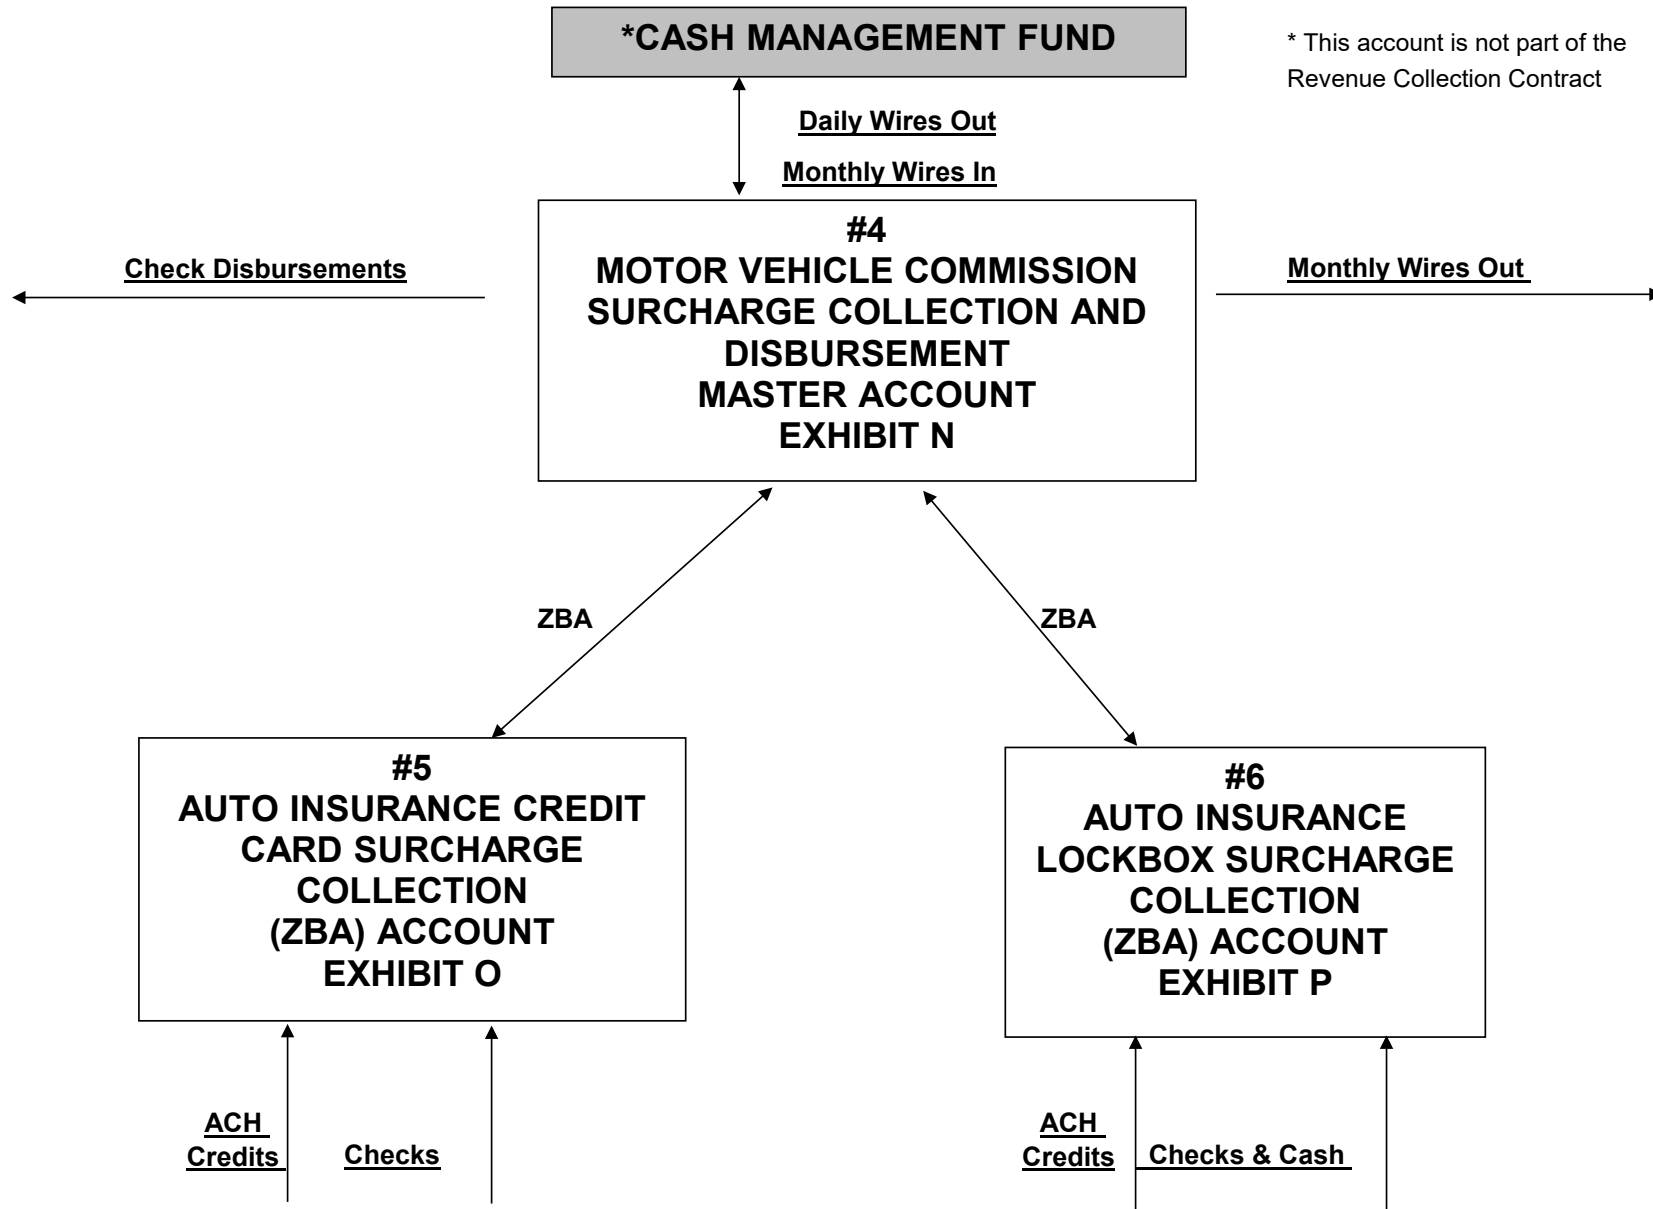 *CASH MANAGEMENT FUND
* This account is not part of the
Revenue Collection Contract
Daily Wires Out
Monthly Wires In
Check Disbursements
#4
MOTOR VEHICLE COMMISSION
SURCHARGE COLLECTION AND
DISBURSEMENT
MASTER ACCOUNT
EXHIBIT N
Monthly Wires Out
ZBA
ZBA
#5
AUTO INSURANCE CREDIT
CARD SURCHARGE
COLLECTION
(ZBA) ACCOUNT
EXHIBIT O
#6
AUTO INSURANCE
LOCKBOX SURCHARGE
COLLECTION
(ZBA) ACCOUNT
EXHIBIT P
ACH
Credits
Checks
ACH
Credits
Checks & Cash